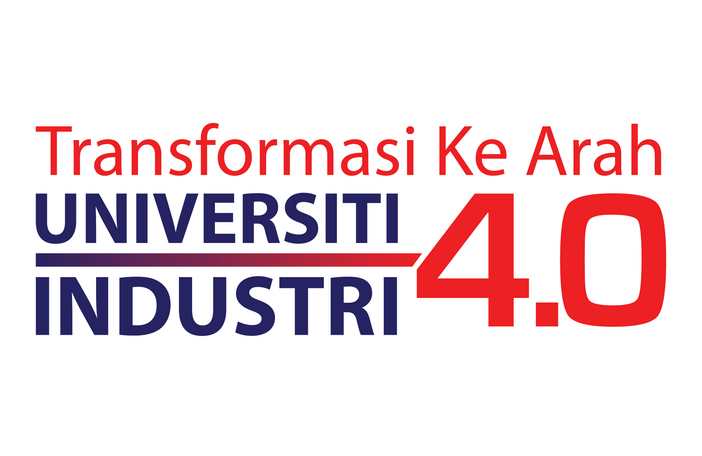 Transformasi Ke Arah
UNIVERSITI
INDUSTRI
4.0